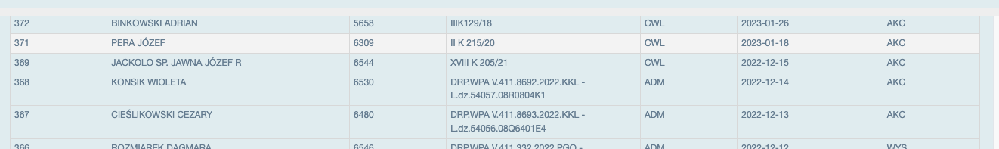 372 BINKOWSKI ADRIAN 5658 IIIK129/18 CWL 2023-01-26 AKC
371 PERA JÓZEF 6309 II K 215/20 CWL 2023-01-18 AKC
369 JACKOLO SP. JAWNA JÓZEF R 6544 XVIII K 205/21 CWL 2022-12-15 AKC
368 KONSIK WIOLETA 6530 DRP.WPA V.411.8692.2022.KKL - ADM 2022-12-14 AKC
L.dz.54057.08R0804K1
367 CIEŚLIKOWSKI CEZARY 6480 DRP.WPA V.411.8693.2022.KKL - ADM 2022-12-13 AKC
L.dz.54056.08Q6401E4
366 ROZMIAREK DAGMARA 6546 DRP.WPA V.411.332.2022.PGO - ADM 2022-12-12 WYS